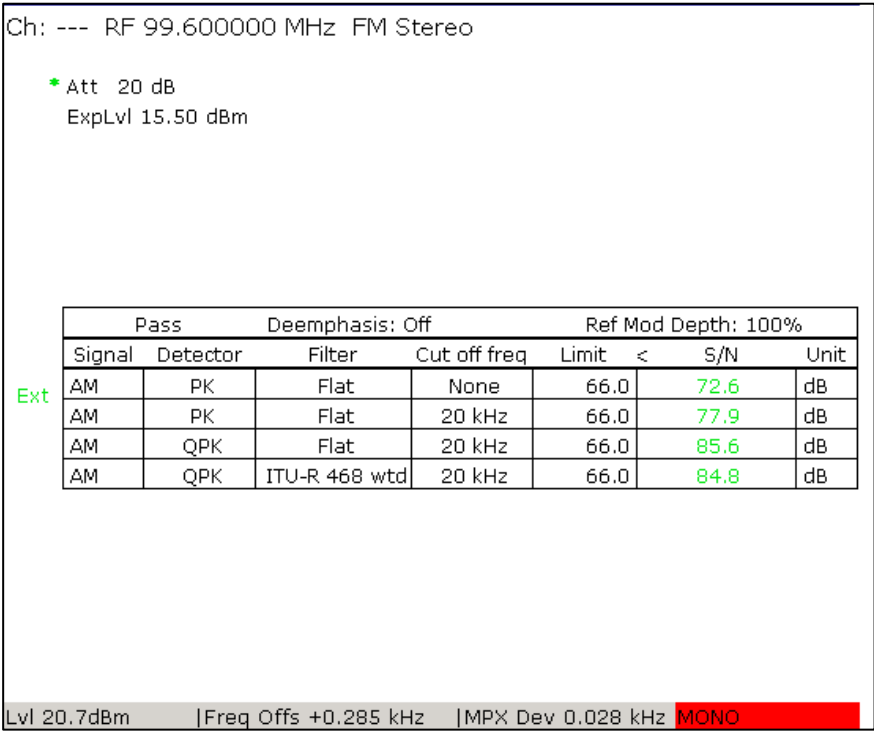 Ch: --- RF 99.600000 MHz FM Stereo
* Att 20 dB
ExpLvl 15.50 dBm
Pass Deemphasis: Off Ref Mod Depth: 100%
Signal Detector Filter Cut off freq Limit < S/N Unit
Ext
AM PK Flat None 66.0 72.6 dB
AM PK Flat 20 kHz 66.0 77.9 dB
AM QPK Flat 20 kHz 66.0 85.6 dB
AM QPK ITU-R 468 wtd 20 kHz 66.0 84.8 dB
Lvl 20.7dBm |Freq Offs +0.285 kHz |MPX Dev 0.028 kHz MONO